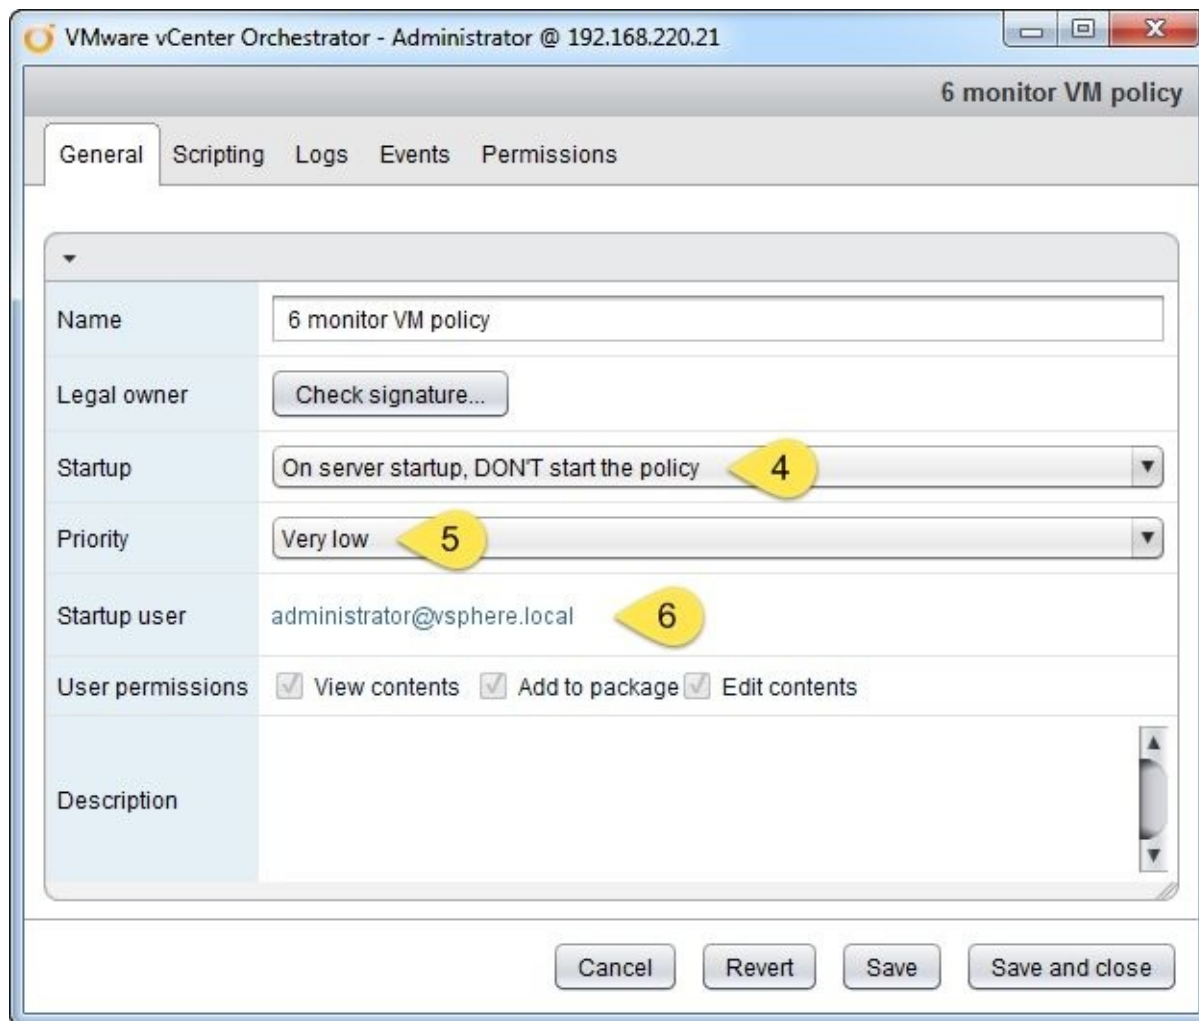 VMware vCenter Orchestrator - Administrator @ 192.168.220.21
6 monitor VM policy
General Scripting Logs Events Permissions
Name 6 monitor VM policy
Legal owner Check signature...
Startup On server startup, DON'T start the policy 4
Priority Very low 5
Startup user administrator@vsphere.local 6
User permissions View contents Add to package Edit contents
Description
Cancel Revert Save Save and close